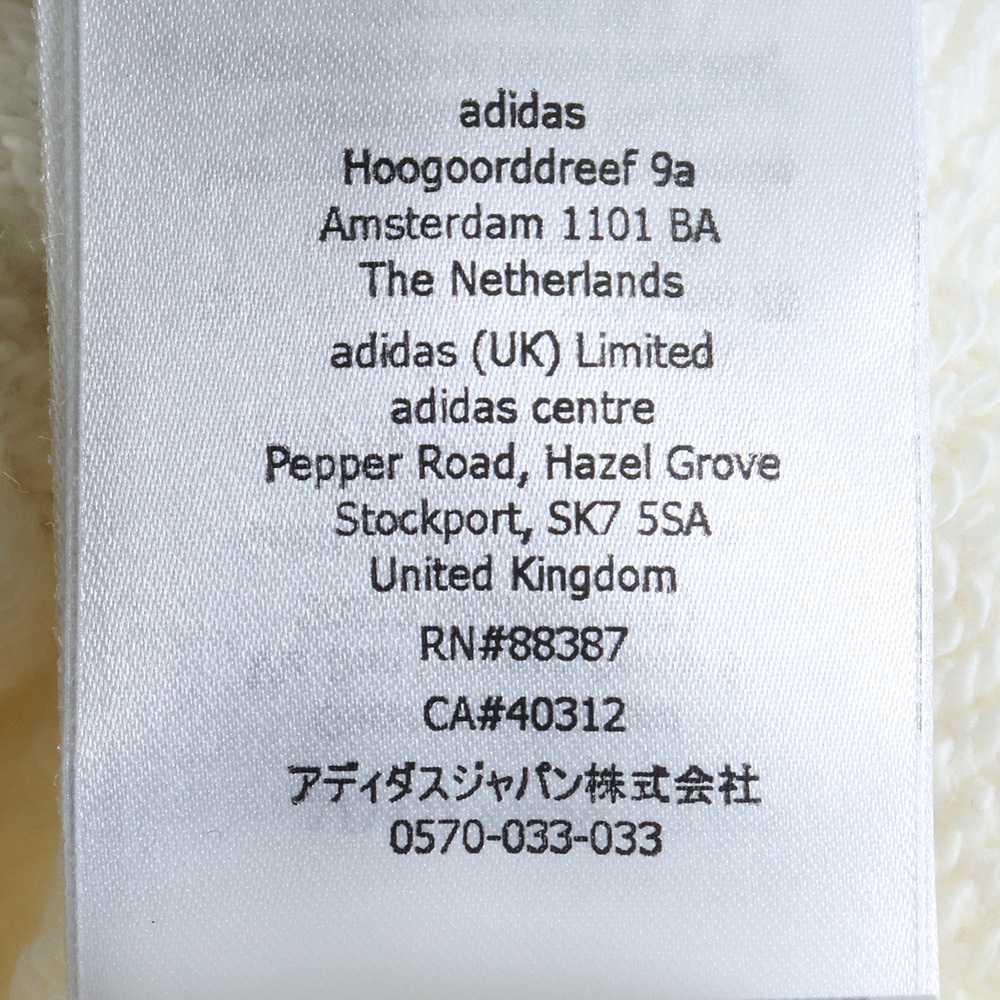 adidas
Hoogoorddreef 9a
Amsterdam 1101 BA
The Netherlands
adidas (UK) Limited
adidas centre
Pepper Road, Hazel Grove
Stockport, SK7 5SA
United Kingdom
RN#88387
CA#40312
アディダスジャパン株式会社
0570-033-033